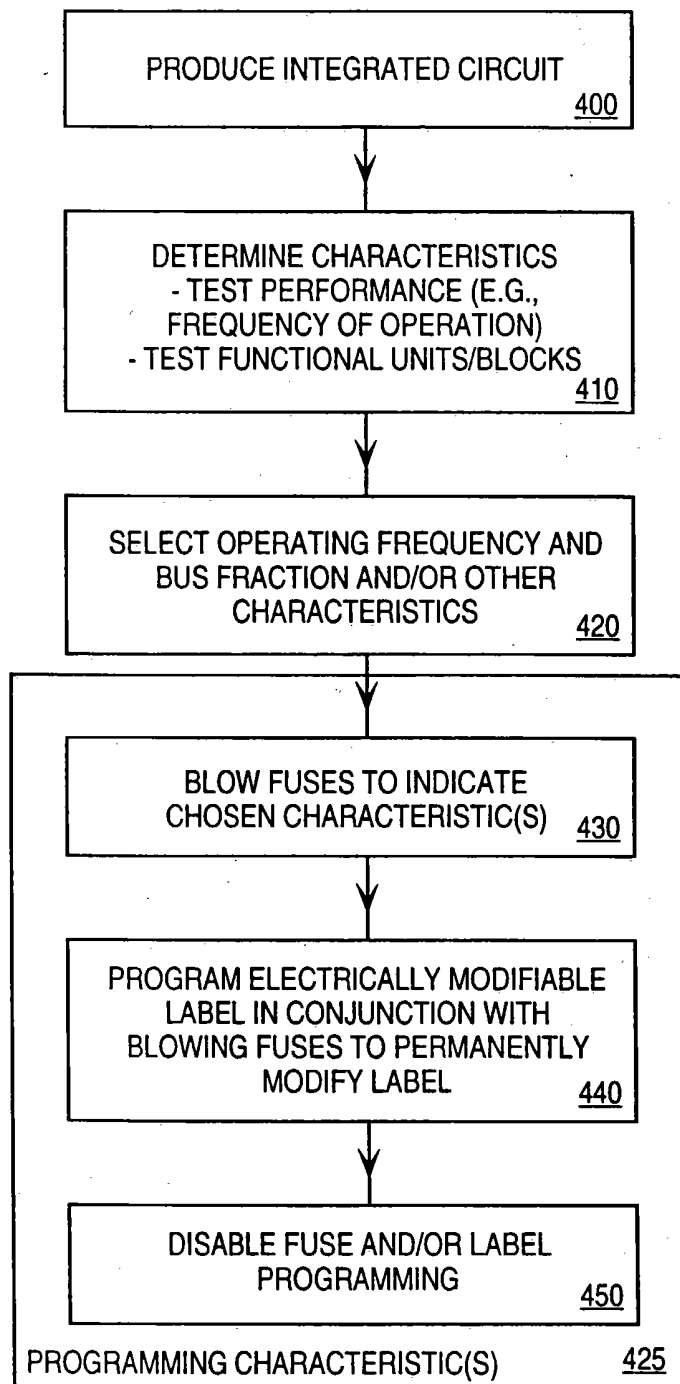 PRODUCE INTEGRATED CIRCUIT
400
DETERMINE CHARACTERISTICS
- TEST PERFORMANCE (E.G.,
FREQUENCY OF OPERATION)
- TEST FUNCTIONAL UNITS/BLOCKS
410
SELECT OPERATING FREQUENCY AND
BUS FRACTION AND/OR OTHER
CHARACTERISTICS
420
BLOW FUSES TO INDICATE
CHOSEN CHARACTERISTIC(S)
430
PROGRAM ELECTRICALLY MODIFIABLE
LABEL IN CONJUNCTION WITH
BLOWING FUSES TO PERMANENTLY
MODIFY LABEL
440
DISABLE FUSE AND/OR LABEL
PROGRAMMING
450
PROGRAMMING CHARACTERISTIC(S)
425